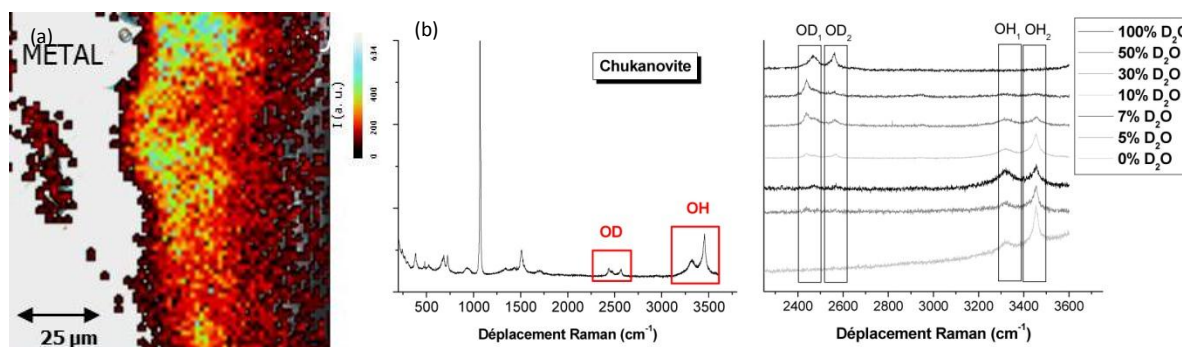 (a)
METAL
25 µm
634
400
200
0
I (a. u.)
(b)
Chukanovite
OD
OH
500 1000 1500 2000 2500 3000 3500
Déplacement Raman (cm-1)
OD1 OD2 OH1 OH2
2400 2600 2800 3000 3200 3400 3600
Déplacement Raman (cm-1)
100% D2O
50% D2O
30% D2O
10% D2O
7% D2O
5% D2O
0% D2O